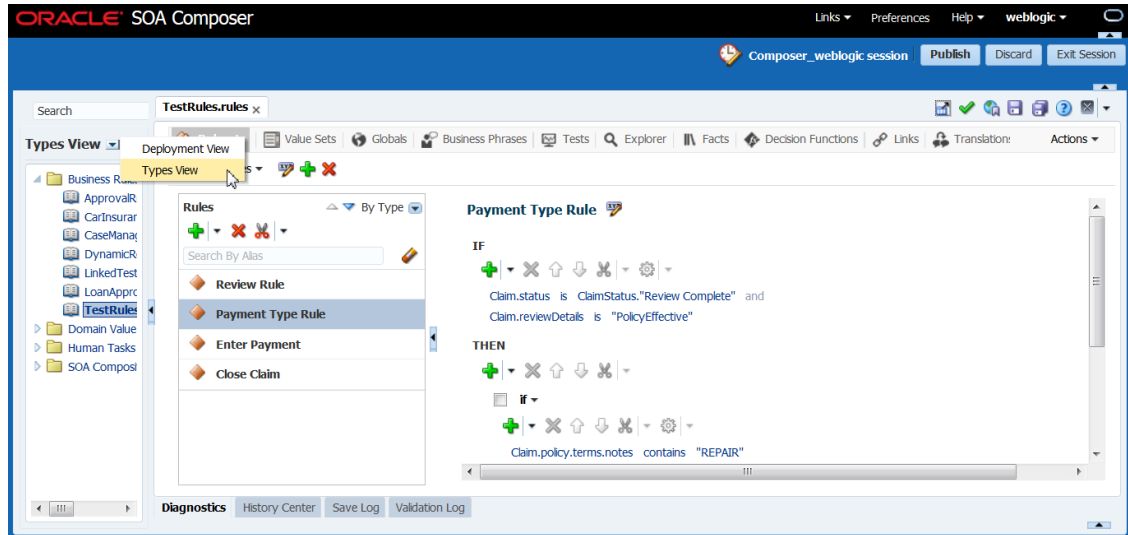 ORACLE SOA Composer
Links Preferences Help weblogic
Composer_weblogic session Publish Discard Exit Session
Search
TestRules.rules x
Types View
Deployment View
Types View
Value Sets Globals Business Phrases Tests Explorer Facts Decision Functions Links Translations Actions
Business
ApprovalR
CarInsurar
CaseManag
DynamicR
LinkedTest
LoanAppro
TestRules
Domain Value
Human Tasks
SOA Composi
Rules By Type
Search By Alias
Review Rule
Payment Type Rule
Enter Payment
Close Claim
Payment Type Rule
IF
Claim.status is ClaimStatus."Review Complete" and
Claim.reviewDetails is "PolicyEffective"
THEN
if
Claim.policy.terms.notes contains "REPAIR"
Diagnostics History Center Save Log Validation Log